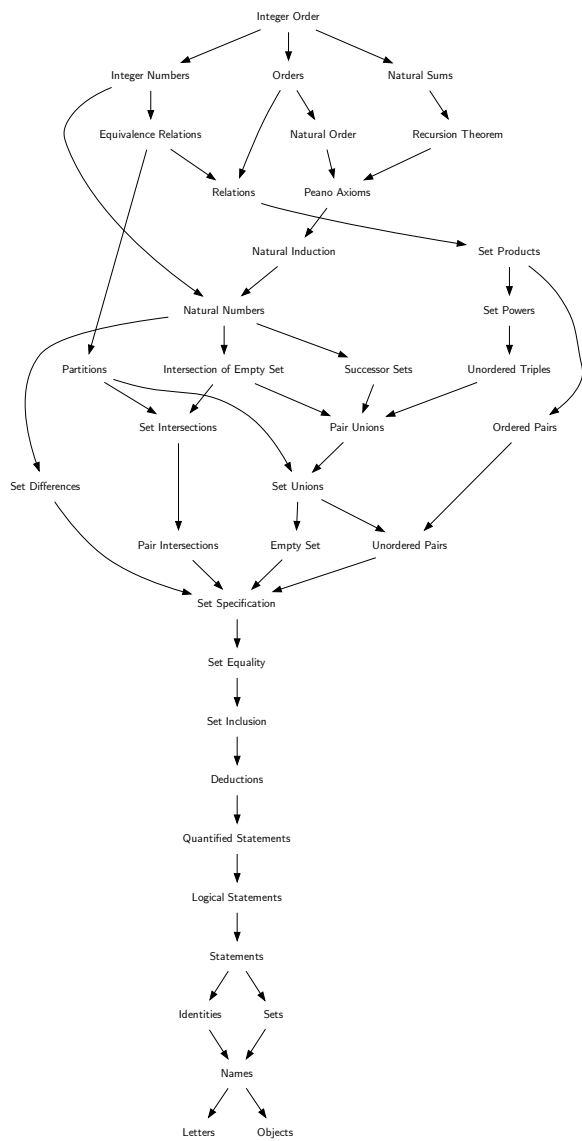 Integer Order
Integer Numbers
Orders
Natural Sums
Equivalence Relations
Natural Order
Recursion Theorem
Relations
Peano Axioms
Natural Induction
Set Products
Natural Numbers
Set Powers
Partitions
Intersection of Empty Set
Successor Sets
Unordered Triples
Set Intersections
Pair Unions
Ordered Pairs
Set Differences
Set Unions
Pair Intersections
Empty Set
Unordered Pairs
Set Specification
Set Equality
Set Inclusion
Deductions
Quantified Statements
Logical Statements
Statements
Identities
Sets
Names
Letters
Objects